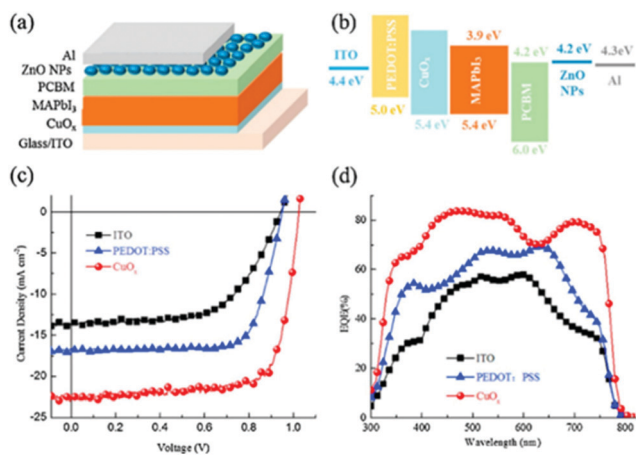 (a)
Al
ZnO NPs
PCBM
MAPbI₃
CuOₓ
Glass/ITO
(b)
ITO
4.4 eV
PEDOT:PSS
5.0 eV
CuOₓ
5.4 eV
3.9 eV
MAPbI₃
5.4 eV
4.2 eV
PCBM
6.0 eV
4.2 eV
ZnO
NPs
4.3eV
Al
(c)
Current Density (mA cm⁻²)
0
-5
-10
-15
-20
-25
ITO
PEDOT:PSS
CuOₓ
0.0 0.2 0.4 0.6 0.8 1.0
Voltage (V)
(d)
EQE(%)
80
60
40
20
0
ITO
PEDOT: PSS
CuOₓ
300 400 500 600 700 800
Wavelength (nm)